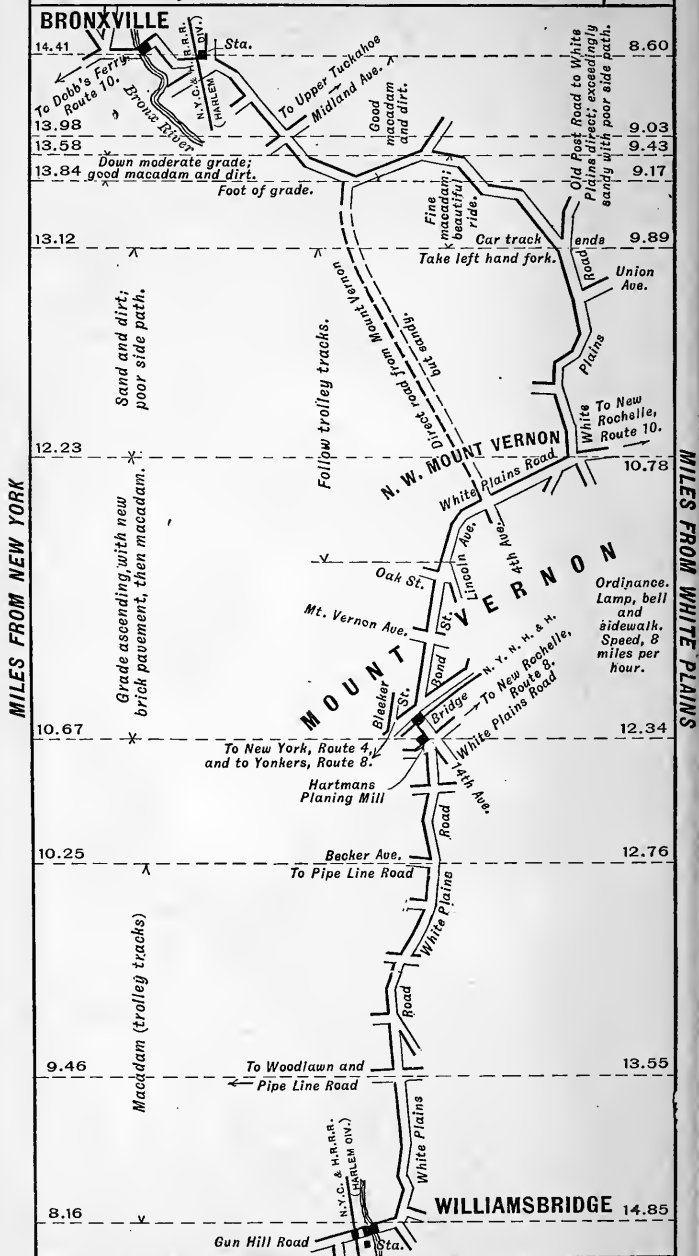 BRONXVILLE
14.41
8.60
Sta.
N.Y.C. & H.R.R.R.
(HARLEM DIV.)
To Dobb's Ferry,
Route 10.
Bronx River
To Upper Tuckahoe
Midland Ave.
Good
macadam
and dirt.
Old Post Road to White
Plains direct; exceedingly
sandy with poor side path.
13.98
9.03
13.58
9.43
Down moderate grade;
good macadam and dirt.
13.84
9.17
Foot of grade.
Fine
macadam;
beautiful
ride.
Car track
ends
13.12
9.89
Take left hand fork.
Road
Union
Ave.
Sand and dirt;
poor side path.
Follow trolley tracks.
Direct road from Mount Vernon
but sandy.
Plains
White
To New
Rochelle,
Route 10.
12.23
10.78
N. W. MOUNT VERNON
White Plains Road
MILES FROM NEW YORK
MILES FROM WHITE PLAINS
Grade ascending, with new
brick pavement, then macadam.
Lincoln Ave.
4th Ave.
Oak St.
MOUNT VERNON
Ordinance.
Lamp, bell
and
sidewalk.
Speed, 8
miles per
hour.
Mt. Vernon Ave.
Bond
St.
Bleeker
St.
N. Y. N. H. & H.
Bridge
To New Rochelle,
Route 8.
White Plains Road
10.67
12.34
To New York, Route 4,
and to Yonkers, Route 8.
Hartmans
Planing Mill
14th Ave.
Road
10.25
Becker Ave.
12.76
To Pipe Line Road
White Plains
Macadam (trolley tracks)
Road
9.46
To Woodlawn and
13.55
Pipe Line Road
White Plains
N.Y.C. & H.R.R.R.
(HARLEM DIV.)
WILLIAMSBRIDGE
8.16
14.85
Gun Hill Road
Sta.